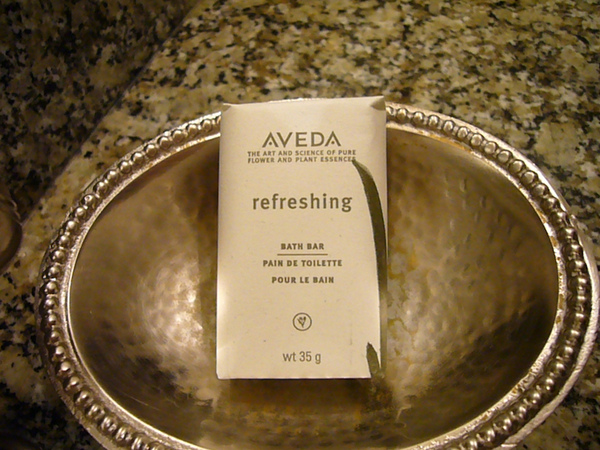 AVEDA
THE ART AND SCIENCE OF PURE
FLOWER AND PLANT ESSENCES
refreshing
BATH BAR
PAIN DE TOILETTE
POUR LE BAIN
wt 35 g